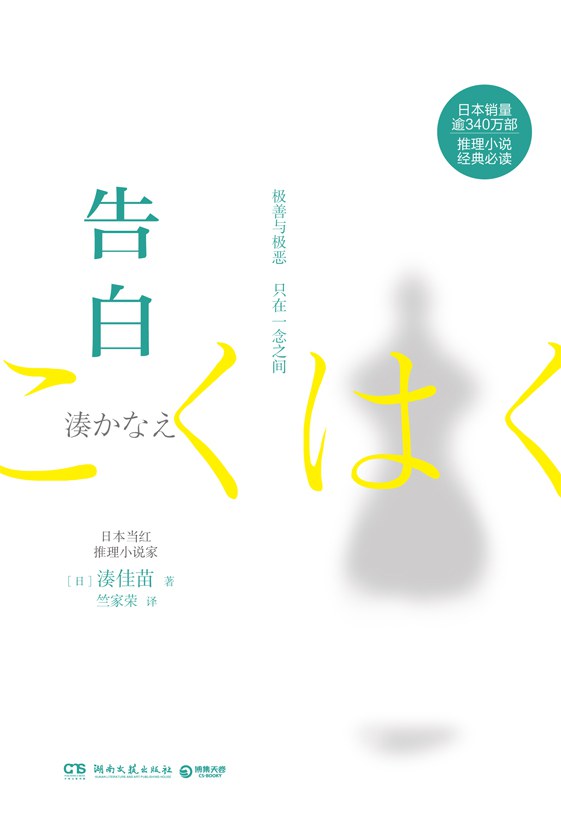 日本销量
逾340万部
推理小说
经典必读
告白
极善与极恶 只在一念之间
こくはく
湊かなえ
日本当红
推理小说家
[日] 湊佳苗 著
竺家荣 译
湖南文艺出版社
博集天卷
CS-BOOKY